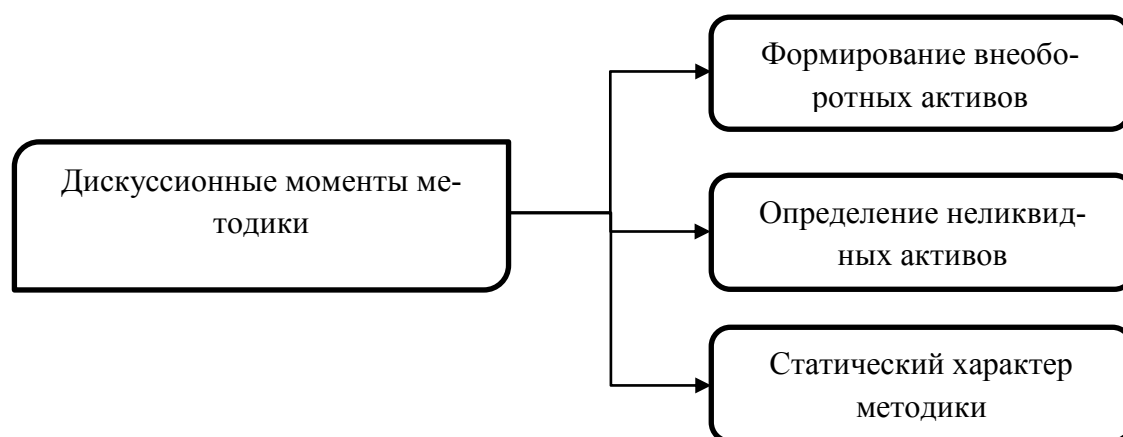 Дискуссионные моменты ме-
тодики
Формирование внеобо-
ротных активов
Определение неликвид-
ных активов
Статический характер
методики